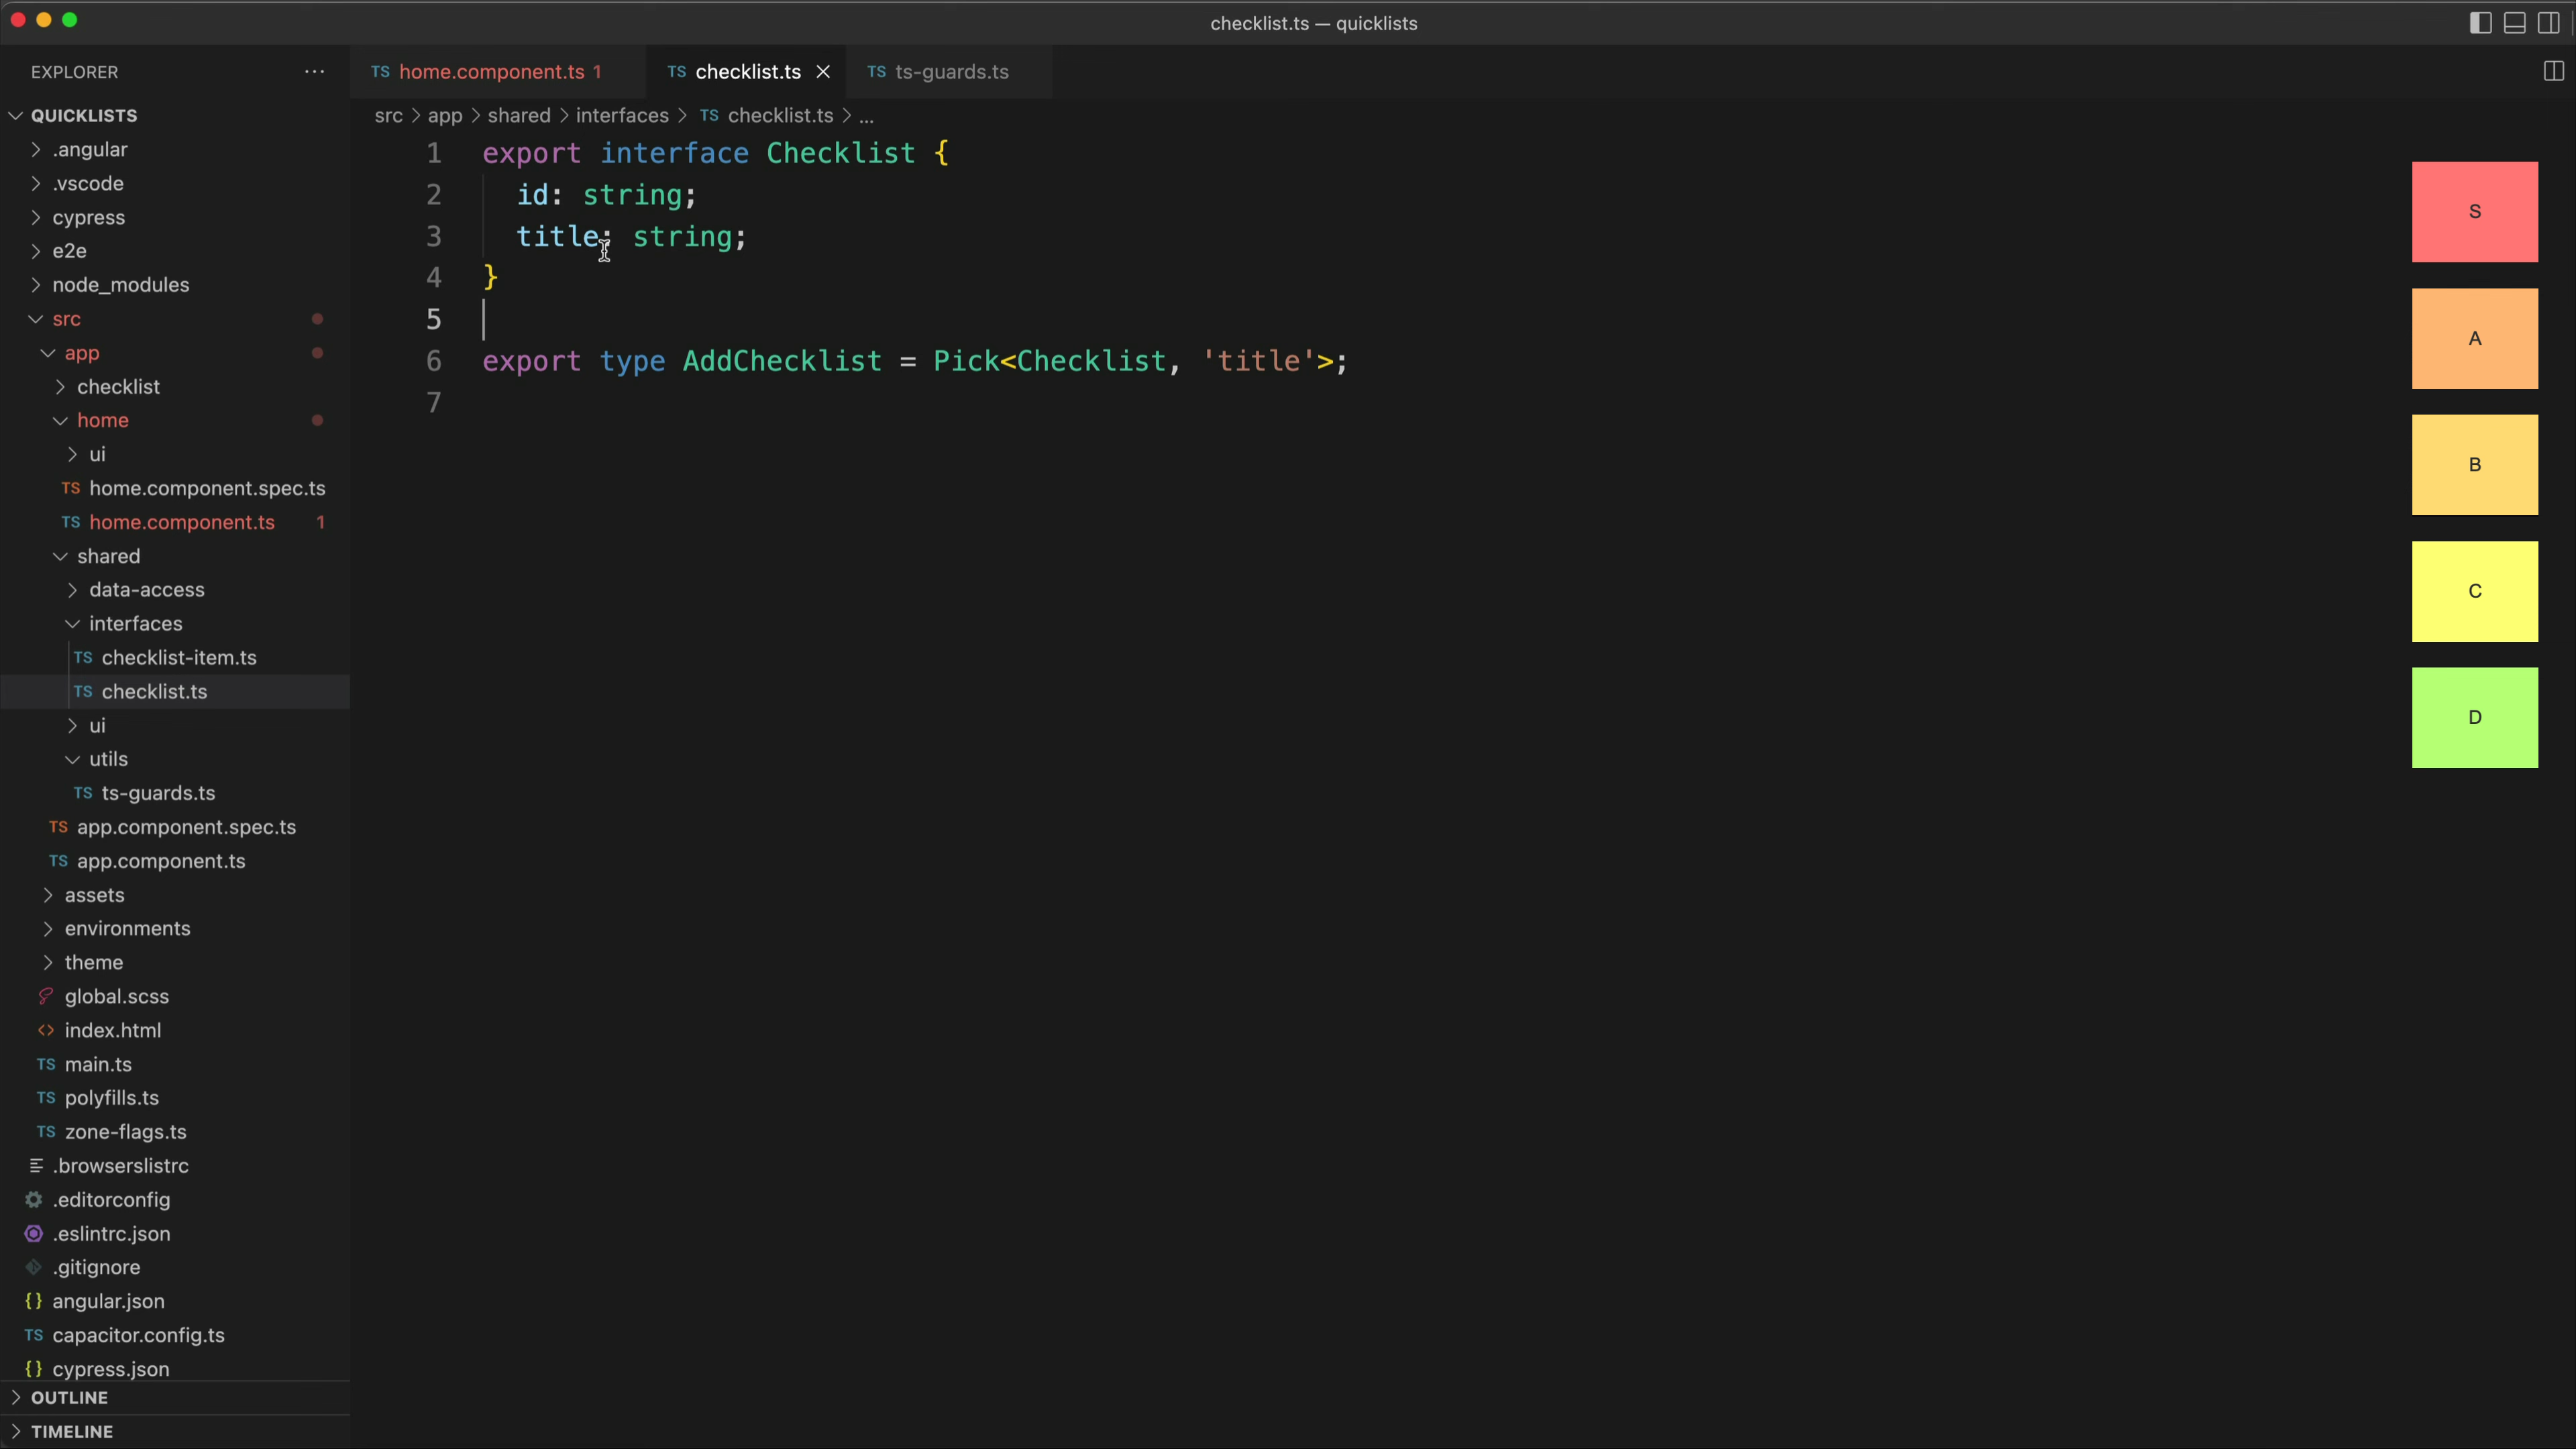 checklist.ts — quicklists
EXPLORER ...
TS home.component.ts 1
TS checklist.ts
TS ts-guards.ts
QUICKLISTS
src > app > shared > interfaces > TS checklist.ts > ...
.angular
.vscode
cypress
e2e
node_modules
src
app
checklist
home
ui
TS home.component.spec.ts
TS home.component.ts 1
shared
data-access
interfaces
TS checklist-item.ts
TS checklist.ts
ui
utils
TS ts-guards.ts
TS app.component.spec.ts
TS app.component.ts
assets
environments
theme
global.scss
<> index.html
TS main.ts
TS polyfills.ts
TS zone-flags.ts
.browserslistrc
.editorconfig
.eslintrc.json
.gitignore
{} angular.json
TS capacitor.config.ts
{} cypress.json
OUTLINE
TIMELINE
1 export interface Checklist {
2 id: string;
3 title: string;
4 }
5
6 export type AddChecklist = Pick<Checklist, 'title'>;
7
S
A
B
C
D